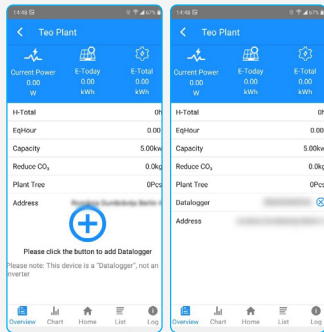 14:48
67%
Teo Plant
Current Power
0.00
W
E-Today
0.00
kWh
E-Total
0.00
kWh
H-Total 0h
EqHour 0.00
Capacity 5.00kw
Reduce CO₂ 0.0kg
Plant Tree 0Pcs
Address
Please click the button to add Datalogger
Please note: This device is a "Datalogger", not an
inverter
Overview Chart Home List Log
14:48
67%
Teo Plant
Current Power
0.00
W
E-Today
0.00
kWh
E-Total
0.00
kWh
H-Total 0h
EqHour 0.00
Capacity 5.00kw
Reduce CO₂ 0.0kg
Plant Tree 0Pcs
Datalogger
Address
Overview Chart Home List Log